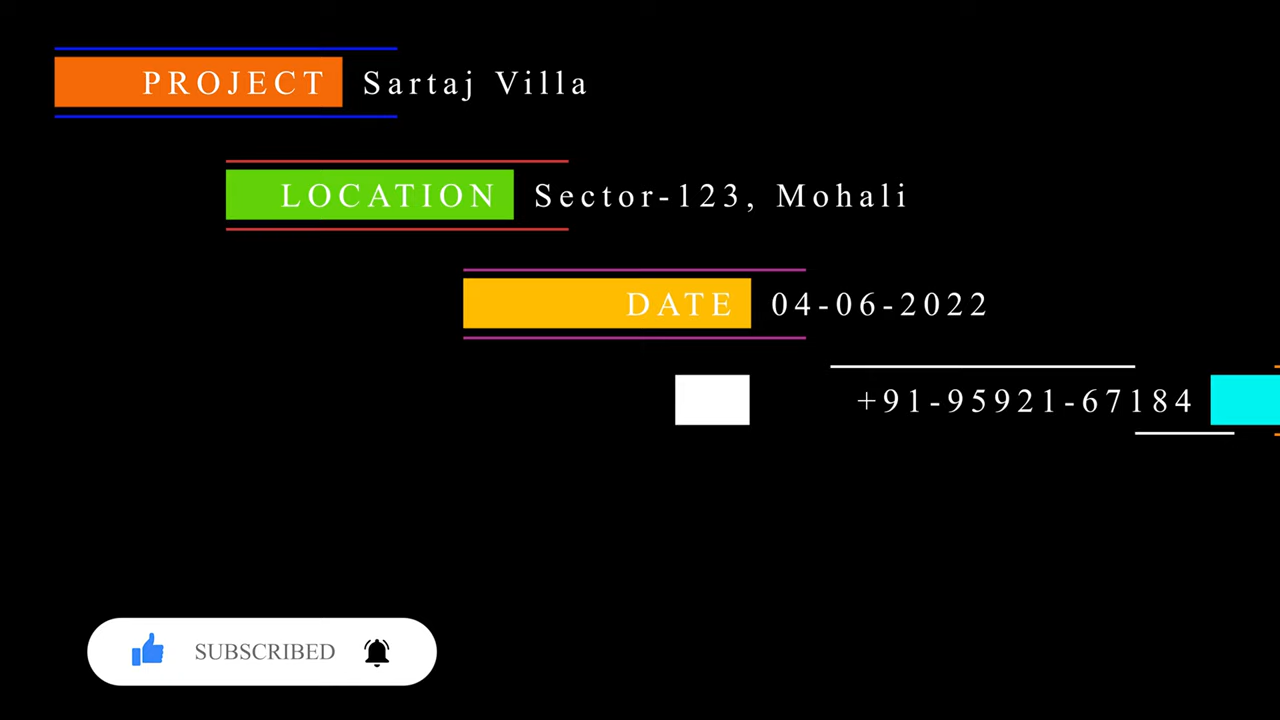 PROJECT Sartaj Villa
LOCATION Sector-123, Mohali
DATE 04-06-2022
+91-95921-67184
SUBSCRIBED